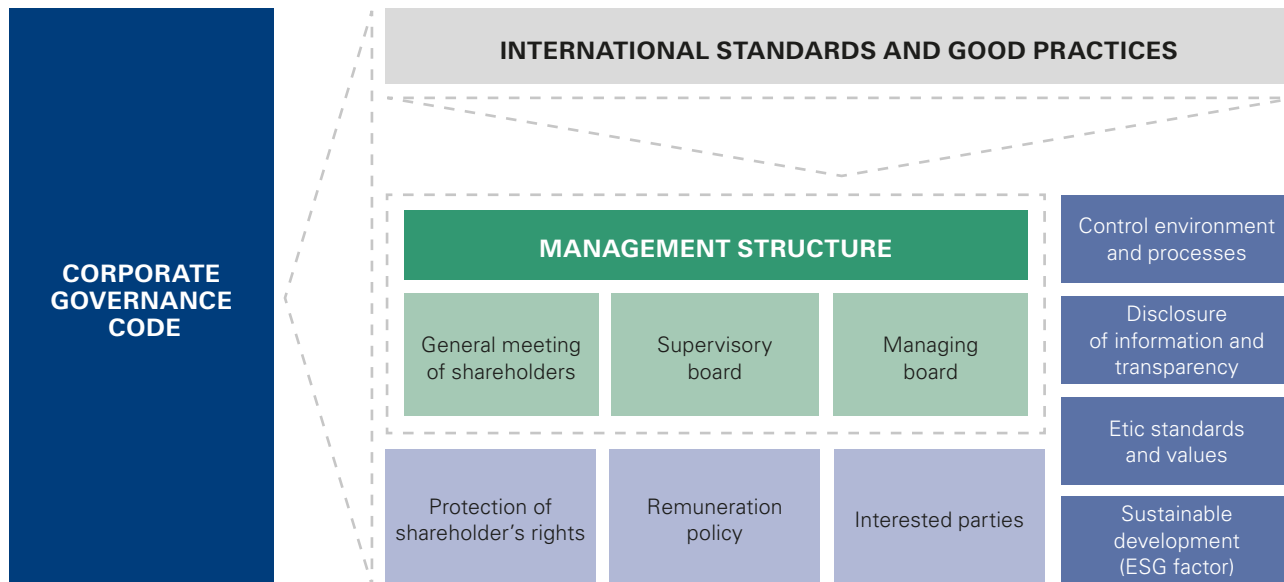 CORPORATE
GOVERNANCE
CODE
INTERNATIONAL STANDARDS AND GOOD PRACTICES
MANAGEMENT STRUCTURE
General meeting
of shareholders
Supervisory
board
Managing
board
Protection of
shareholder’s rights
Remuneration
policy
Interested parties
Control environment
and processes
Disclosure
of information and
transparency
Etic standards
and values
Sustainable
development
(ESG factor)